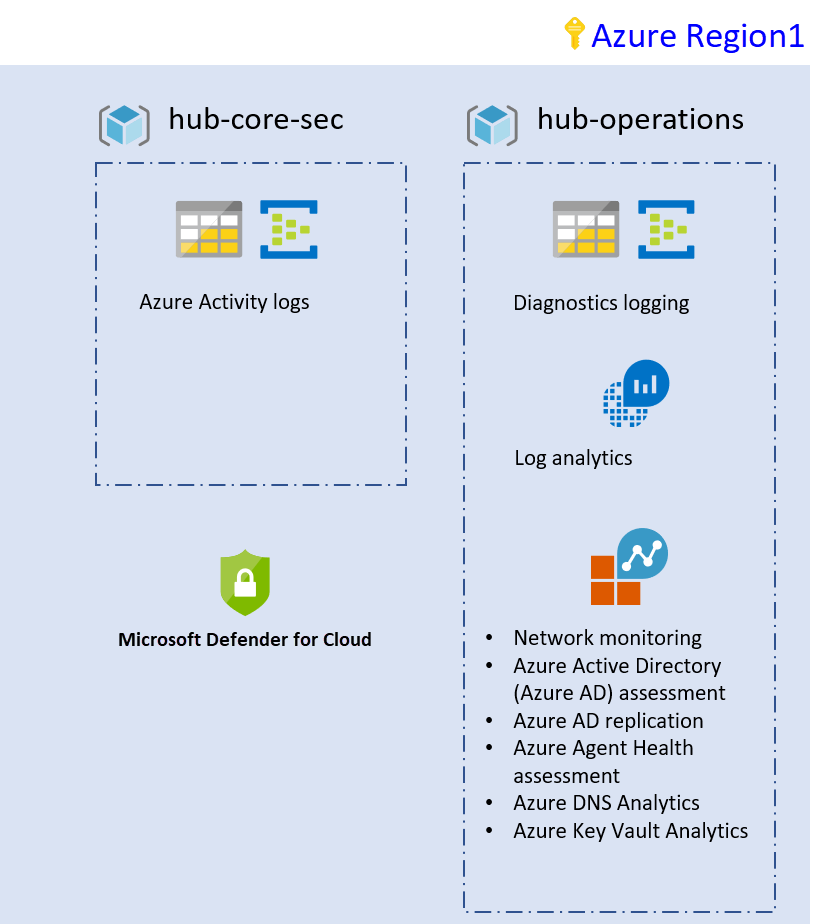 Azure Region1
hub-core-sec
Azure Activity logs
Microsoft Defender for Cloud
hub-operations
Diagnostics logging
Log analytics
• Network monitoring
• Azure Active Directory
(Azure AD) assessment
• Azure AD replication
• Azure Agent Health
assessment
• Azure DNS Analytics
• Azure Key Vault Analytics